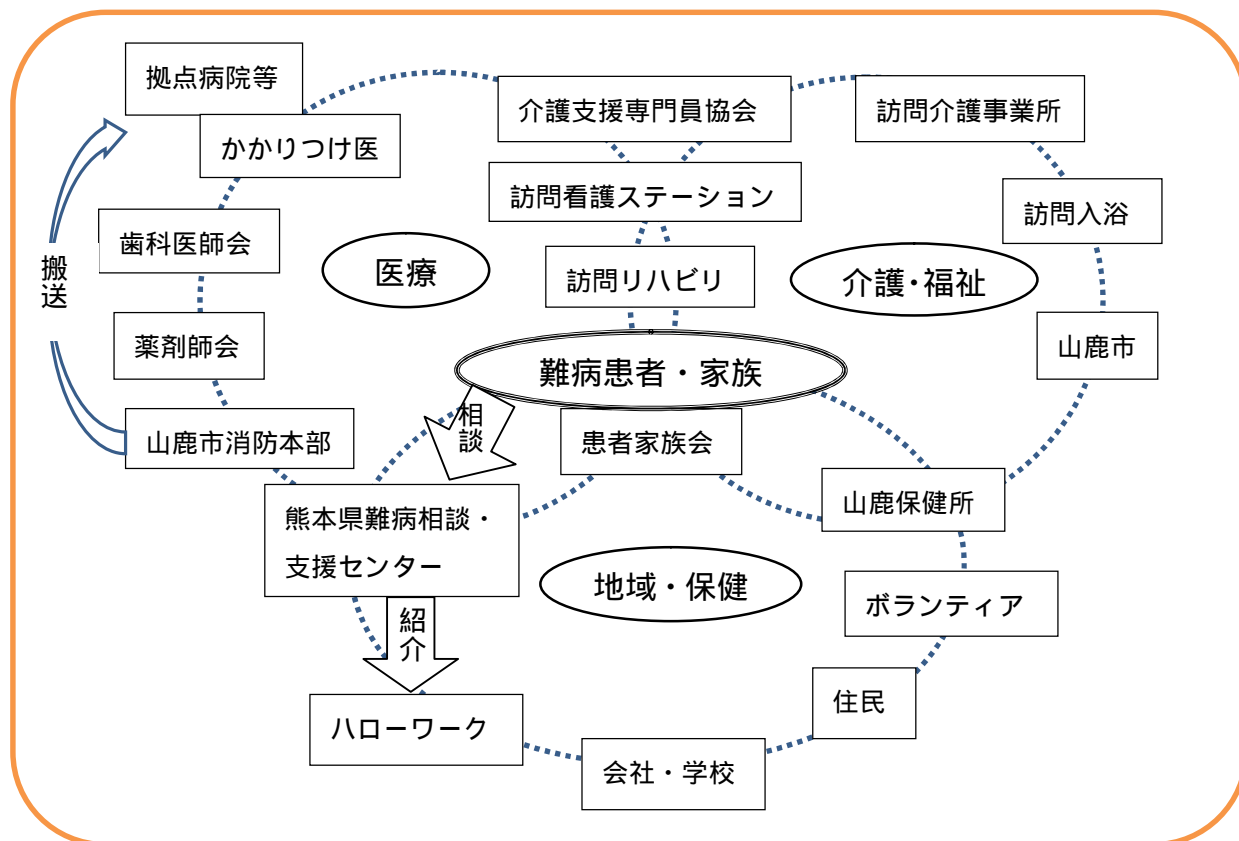 拠点病院等
かかりつけ医
介護支援専門員協会
訪問介護事業所
訪問看護ステーション
訪問入浴
歯科医師会
医療
訪問リハビリ
介護・福祉
搬送
薬剤師会
山鹿市
難病患者・家族
相談
山鹿市消防本部
患者家族会
山鹿保健所
熊本県難病相談・
支援センター
地域・保健
ボランティア
紹介
住民
ハローワーク
会社・学校